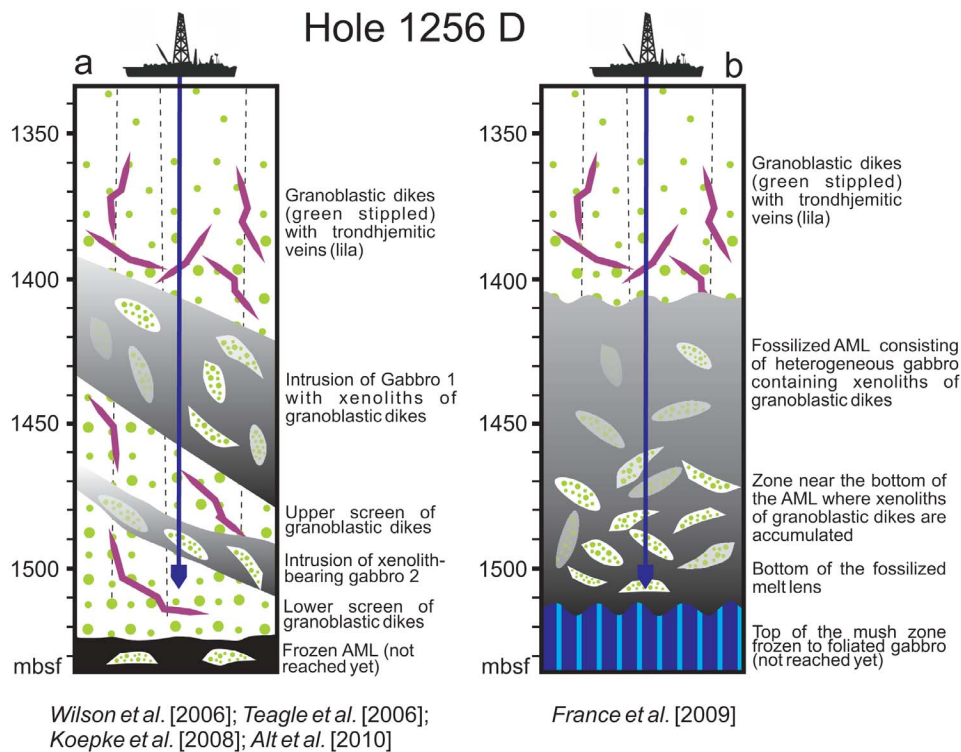 Hole 1256 D
a
1350
1400
1450
1500
mbsf
Granoblastic dikes
(green stippled)
with trondhjemitic
veins (lila)
Intrusion of Gabbro 1
with xenoliths of
granoblastic dikes
Upper screen of
granoblastic dikes
Intrusion of xenolith-
bearing gabbro 2
Lower screen of
granoblastic dikes
Frozen AML (not
reached yet)
Wilson et al. [2006]; Teagle et al. [2006];
Koepke et al. [2008]; Alt et al. [2010]
b
1350
1400
1450
1500
mbsf
Granoblastic dikes
(green stippled)
with trondhjemitic
veins (lila)
Fossilized AML consisting
of heterogeneous gabbro
containing xenoliths of
granoblastic dikes
Zone near the bottom of
the AML where xenoliths
of granoblastic dikes are
accumulated
Bottom of the fossilized
melt lens
Top of the mush zone
frozen to foliated gabbro
(not reached yet)
France et al. [2009]